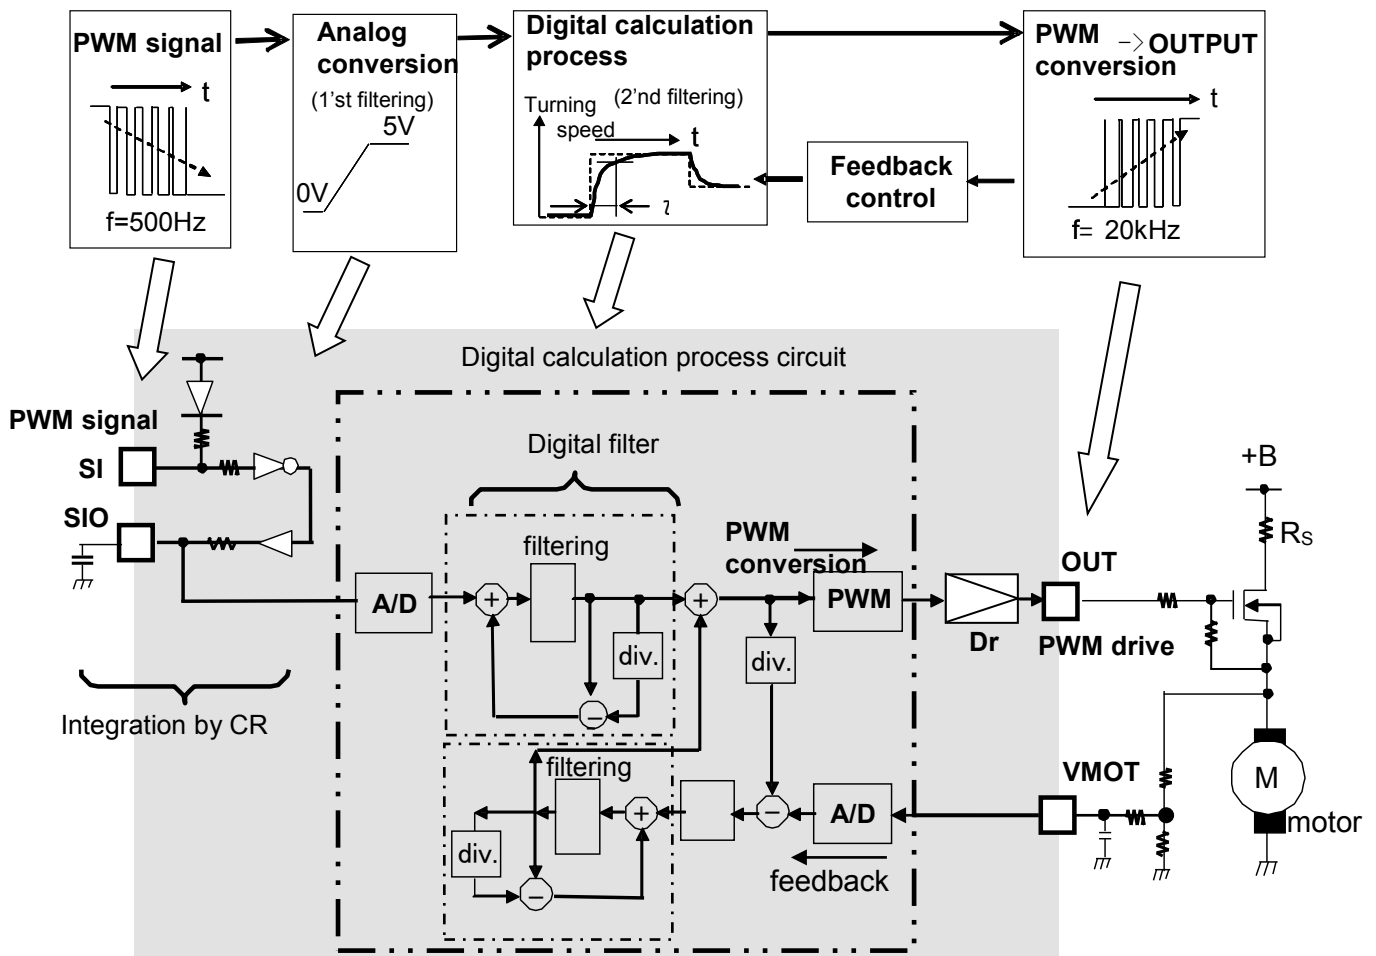 PWM signal
t
f=500Hz
Analog
conversion
(1'st filtering)
5V
0V
Digital calculation
process
Turning
speed
(2'nd filtering)
t
Feedback
control
PWM -> OUTPUT
conversion
t
f= 20kHz
Digital calculation process circuit
PWM signal
SI
SIO
Integration by CR
Digital filter
filtering
A/D
+
div.
−
+
PWM
conversion
PWM
div.
Dr
OUT
PWM drive
+B
RS
filtering
div.
−
+
−
A/D
feedback
VMOT
M
motor